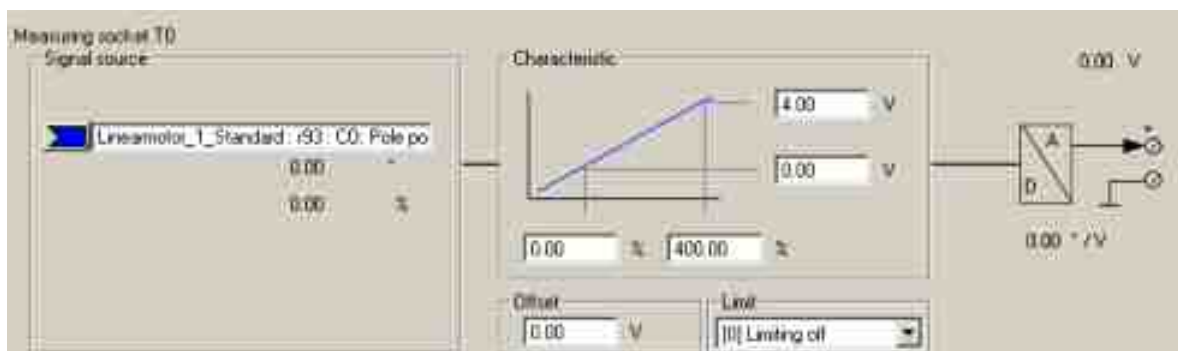 Measuring socket T0
Signal source
Lineamotor_1_Standard : r93 : CO: Pole po
0.00 °
0.00 %
Characteristic
4.00 V
0.00 V
0.00 % 400.00 %
Offset
0.00 V
Limit
[0] Limiting off
0.00 V
A
D
0.00 ° / V